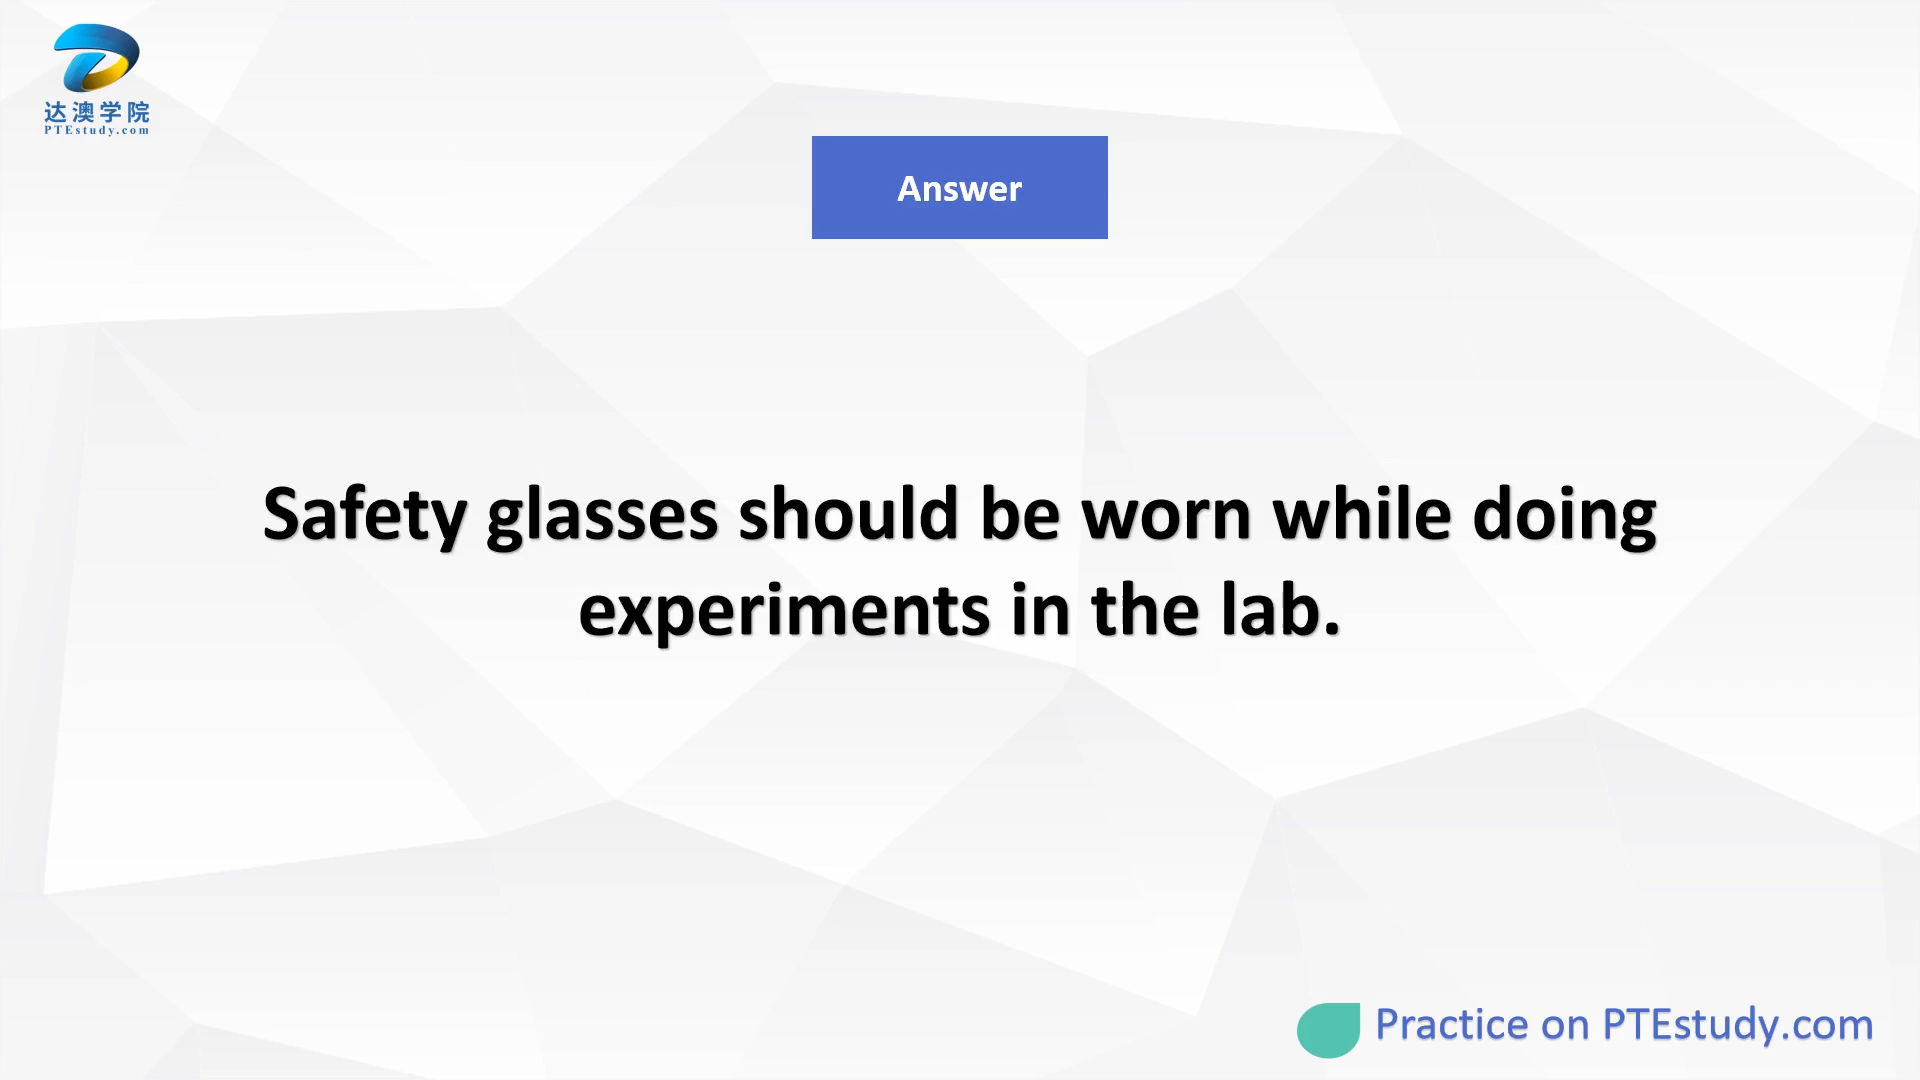 达澳学院
PTEstudy.com
Answer
Safety glasses should be worn while doing
experiments in the lab.
Practice on PTEstudy.com